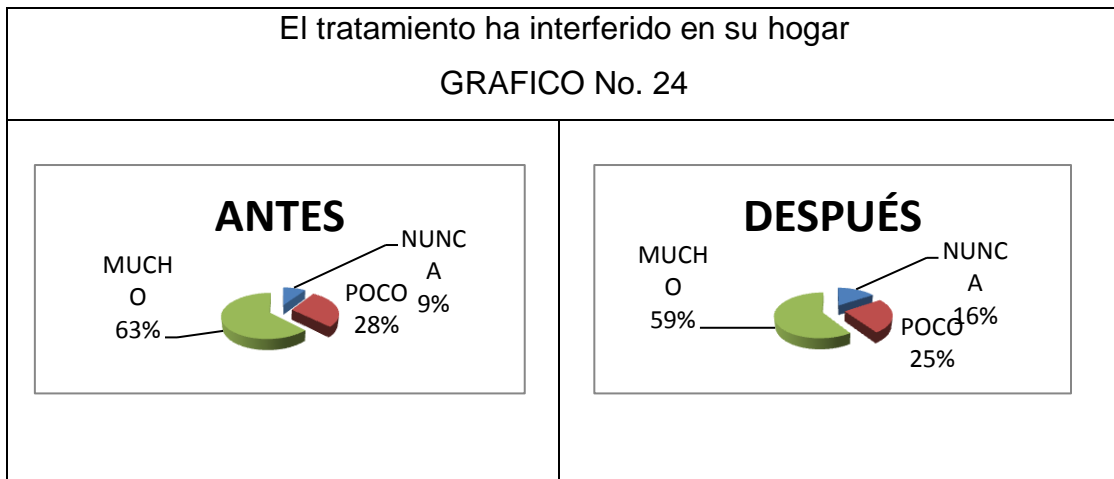 El tratamiento ha interferido en su hogar
GRAFICO No. 24
ANTES
MUCH
O
63%
NUNC
A
9%
POCO
28%
DESPUÉS
MUCH
O
59%
NUNC
A
16%
POCO
25%